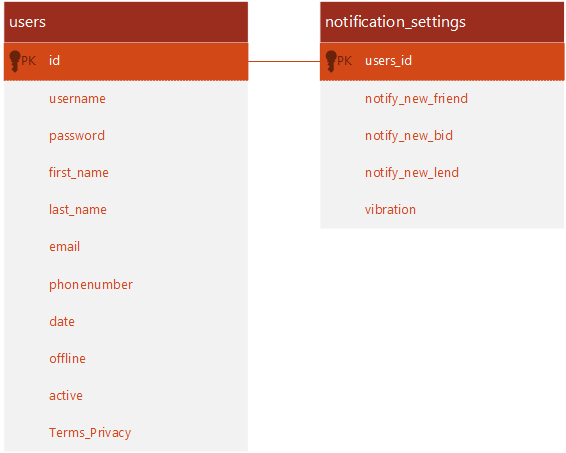 users
PK id
username
password
first_name
last_name
email
phonenumber
date
offline
active
Terms_Privacy
notification_settings
PK users_id
notify_new_friend
notify_new_bid
notify_new_lend
vibration